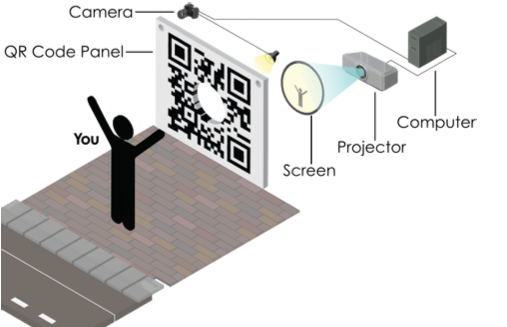 Camera
QR Code Panel
You
Computer
Projector
Screen